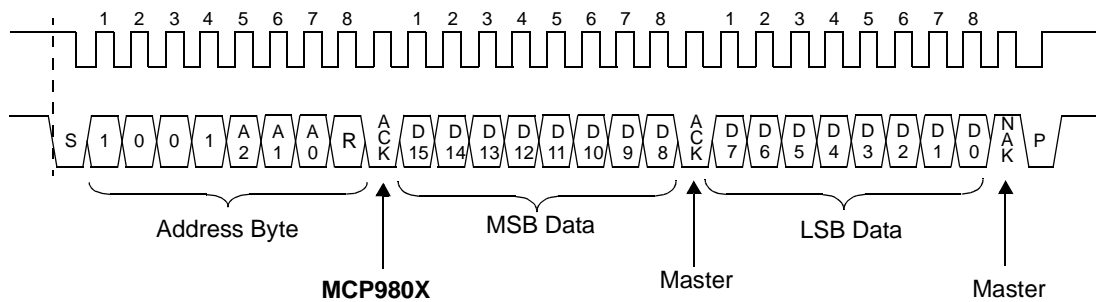 1 2 3 4 5 6 7 8 1 2 3 4 5 6 7 8 1 2 3 4 5 6 7 8
S 1 0 0 1 A2 A1 A0 R ACK D15 D14 D13 D12 D11 D10 D9 D8 ACK D7 D6 D5 D4 D3 D2 D1 D0 NAK P
Address Byte MSB Data LSB Data
MCP980X Master Master